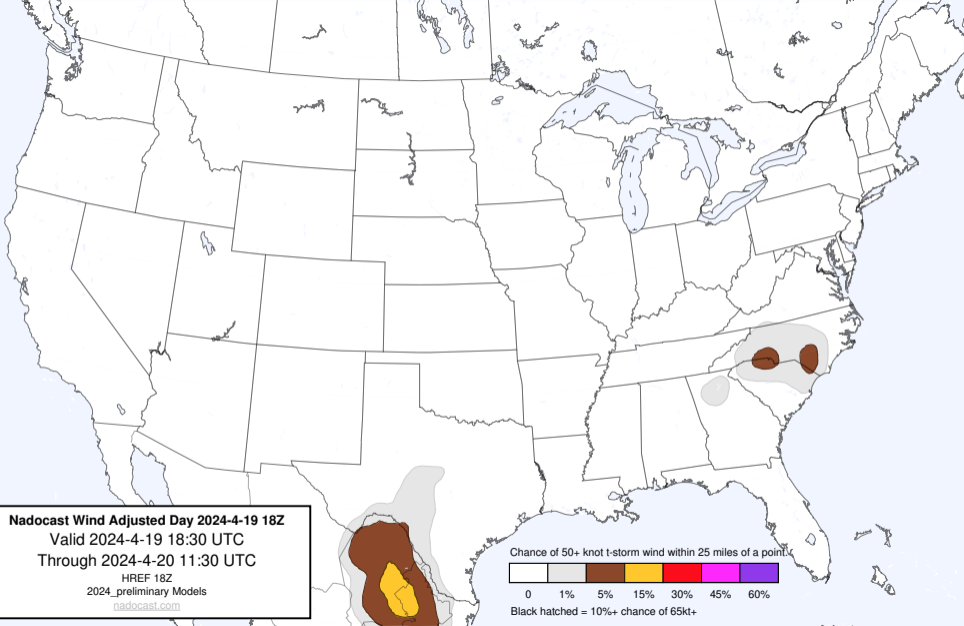 Nadocast Wind Adjusted Day 2024-4-19 18Z
Valid 2024-4-19 18:30 UTC
Through 2024-4-20 11:30 UTC
HREF 18Z
2024_preliminary Models
nadocast.com
Chance of 50+ knot t-storm wind within 25 miles of a point.
0 1% 5% 15% 30% 45% 60%
Black hatched = 10%+ chance of 65kt+